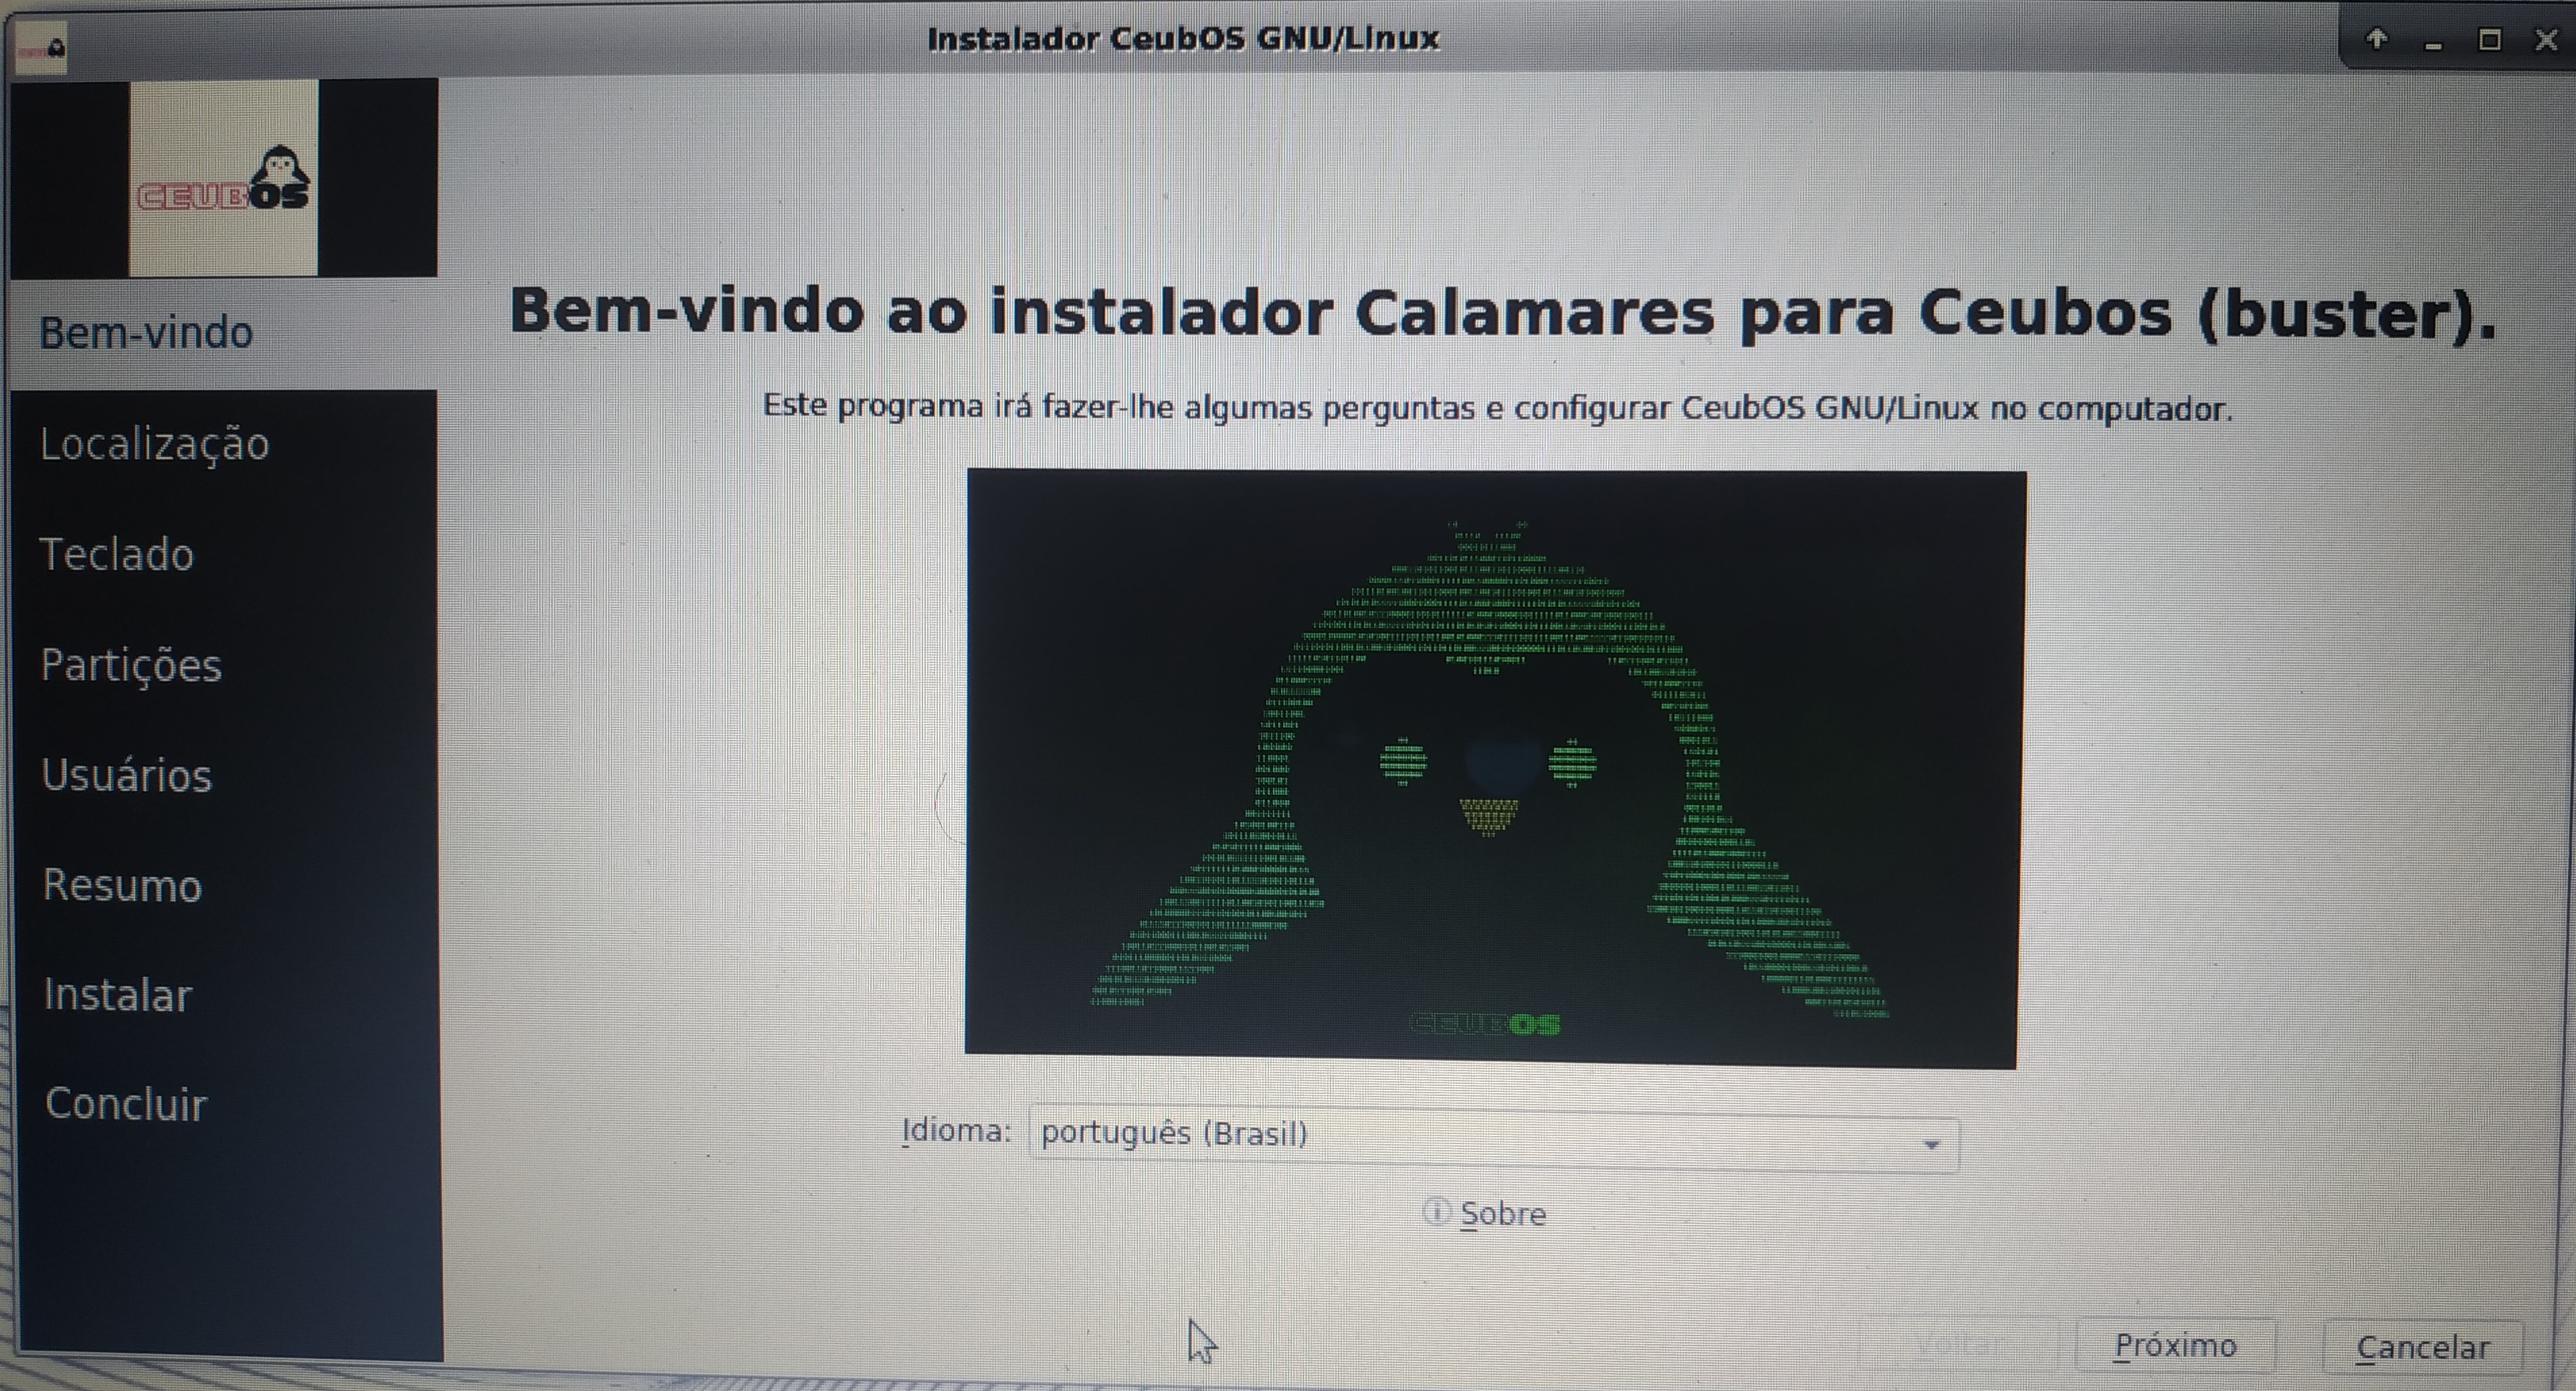 Instalador CeubOS GNU/Linux
CEUBOS
Bem-vindo
Localização
Teclado
Partições
Usuários
Resumo
Instalar
Concluir
Bem-vindo ao instalador Calamares para Ceubos (buster).
Este programa irá fazer-lhe algumas perguntas e configurar CeubOS GNU/Linux no computador.
CEUBOS
Idioma: português (Brasil)
Sobre
Voltar Próximo Cancelar